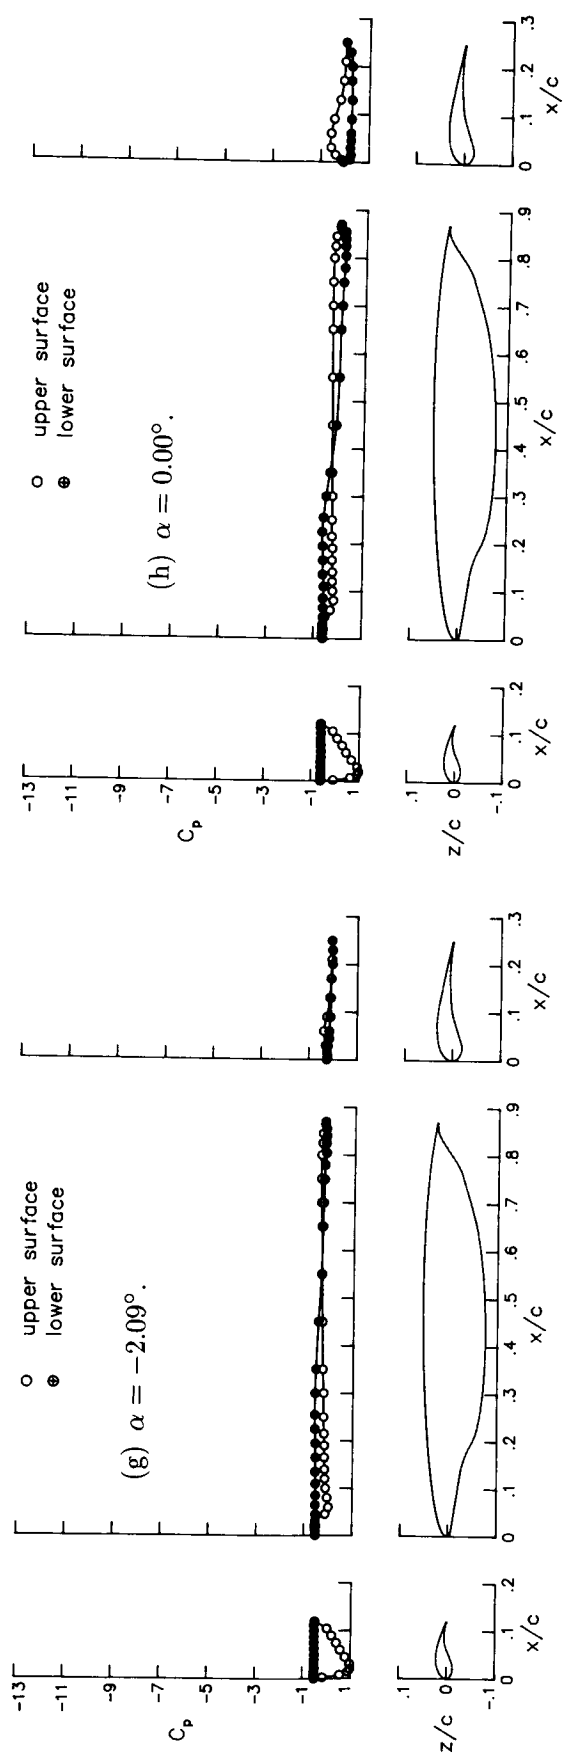 ○ upper surface
⊕ lower surface
(g) α = −2.09°.
-13
-11
-9
-7
-5
-3
-1
1
Cp
.1
0
-.1
z/c
0 .1 .2
x/c
0 .1 .2 .3 .4 .5 .6 .7 .8 .9
x/c
0 .1 .2 .3
x/c
○ upper surface
⊕ lower surface
(h) α = 0.00°.
-13
-11
-9
-7
-5
-3
-1
1
Cp
.1
0
-.1
z/c
0 .1 .2
x/c
0 .1 .2 .3 .4 .5 .6 .7 .8 .9
x/c
0 .1 .2 .3
x/c